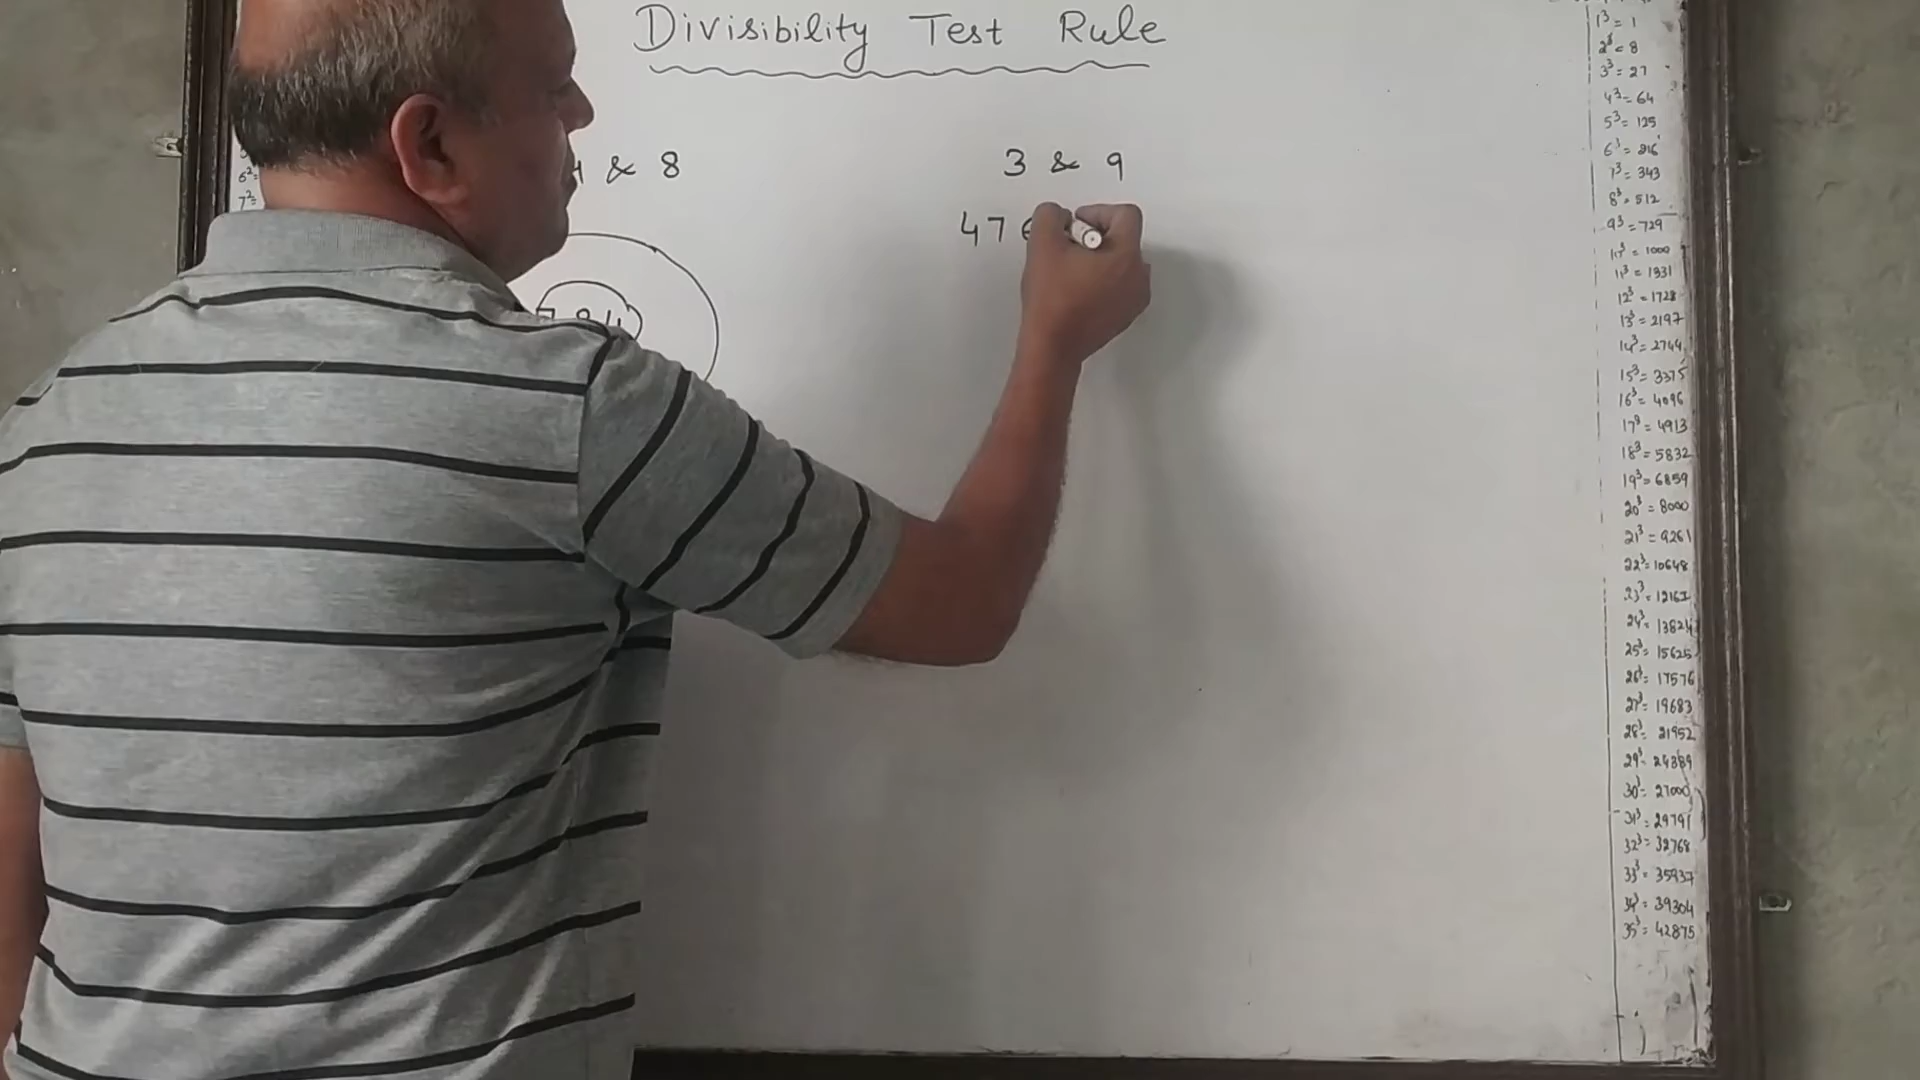 Divisibility Test Rule
6²=
7²=
& 8
784
3 & 9
47
1³ = 1
2³ = 8
3³ = 27
4³ = 64
5³ = 125
6³ = 216
7³ = 343
8³ = 512
9³ = 729
10³ = 1000
11³ = 1331
12³ = 1728
13³ = 2197
14³ = 2744
15³ = 3375
16³ = 4096
17³ = 4913
18³ = 5832
19³ = 6859
20³ = 8000
21³ = 9261
22³ = 10648
23³ = 12167
24³ = 13824
25³ = 15625
26³ = 17576
27³ = 19683
28³ = 21952
29³ = 24389
30³ = 27000
31³ = 29791
32³ = 32768
33³ = 35937
34³ = 39304
35³ = 42875